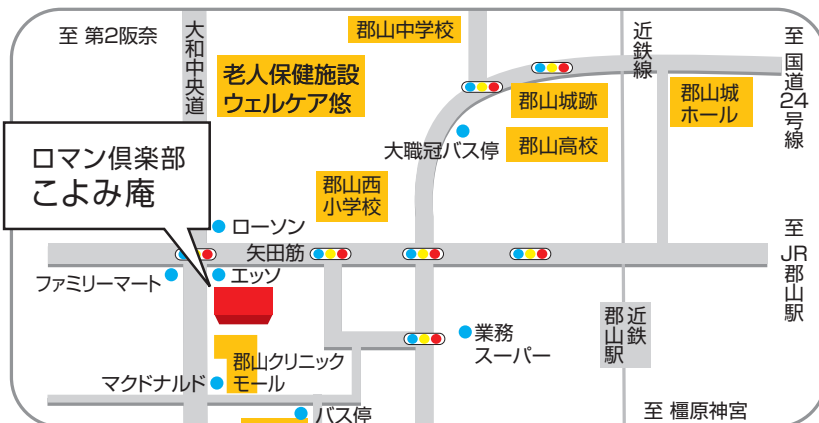 至 第2阪奈
大和中央道
老人保健施設
ウェルケア悠
郡山中学校
近鉄線
至 国道24号線
郡山城跡
郡山城
ホール
大職冠バス停
郡山高校
ロマン倶楽部
こよみ庵
郡山西
小学校
ローソン
矢田筋
至 JR郡山駅
ファミリーマート
エッソ
業務
スーパー
近鉄
郡山駅
郡山クリニック
モール
マクドナルド
バス停
至 橿原神宮